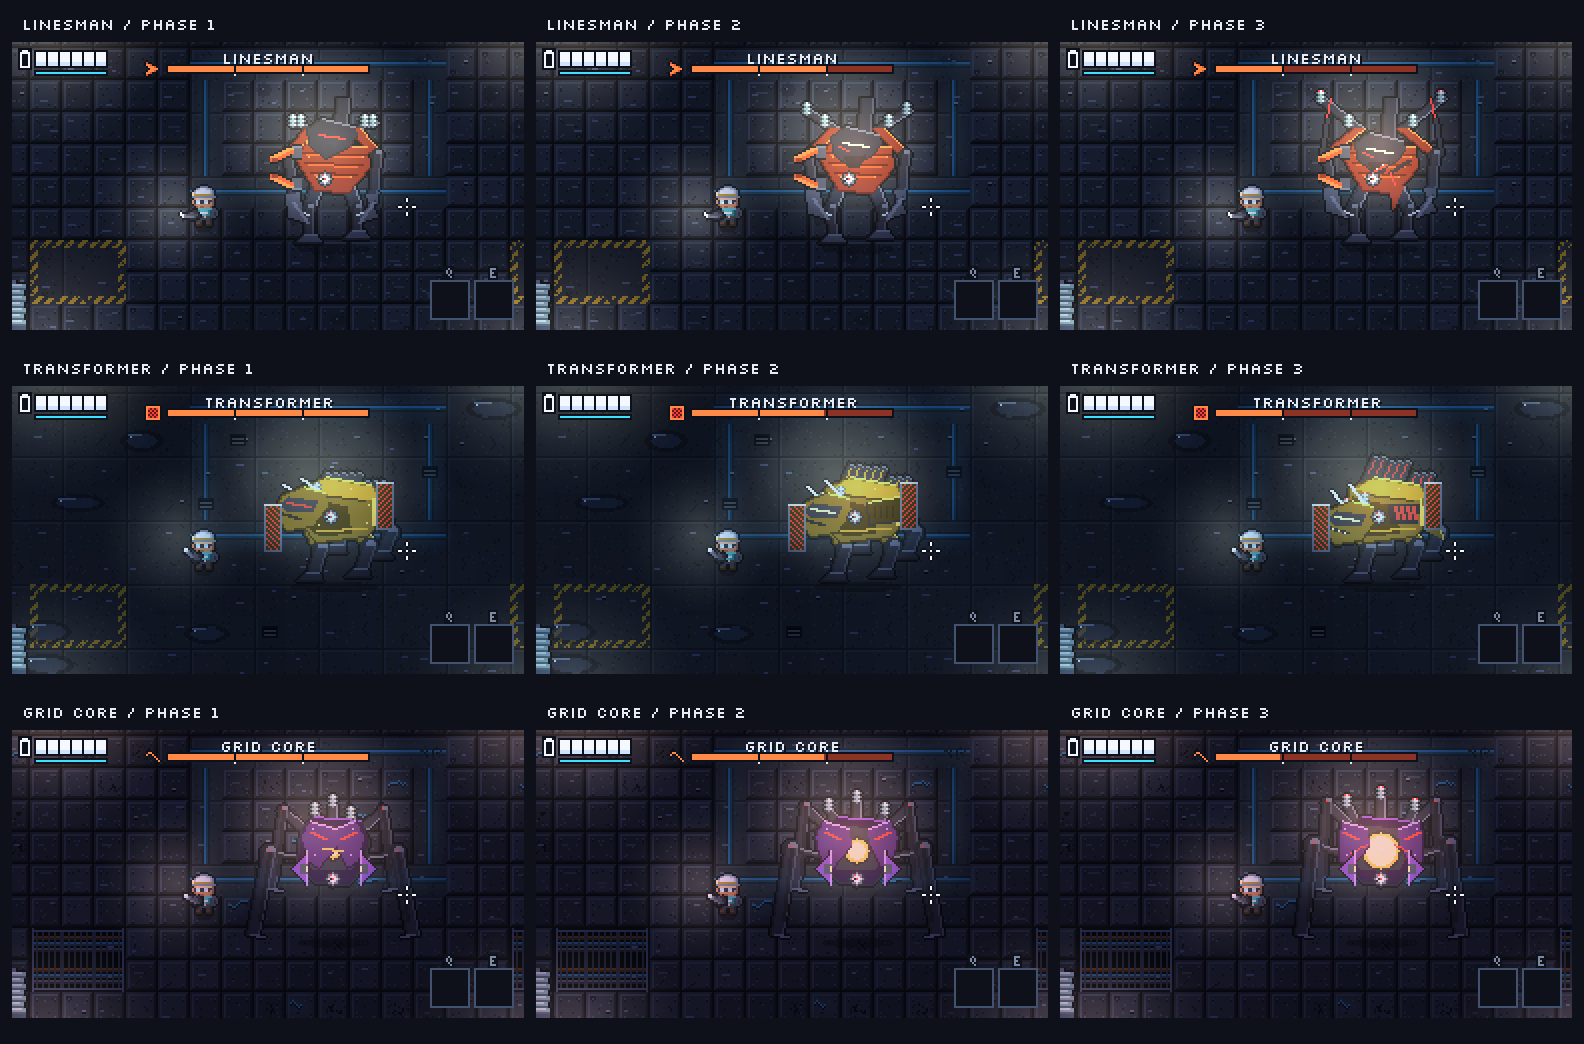 LINESMAN / PHASE 1
LINESMAN
Q E
LINESMAN / PHASE 2
LINESMAN
Q E
LINESMAN / PHASE 3
LINESMAN
Q E
TRANSFORMER / PHASE 1
TRANSFORMER
Q E
TRANSFORMER / PHASE 2
TRANSFORMER
Q E
TRANSFORMER / PHASE 3
TRANSFORMER
Q E
GRID CORE / PHASE 1
GRID CORE
Q E
GRID CORE / PHASE 2
GRID CORE
Q E
GRID CORE / PHASE 3
GRID CORE
Q E